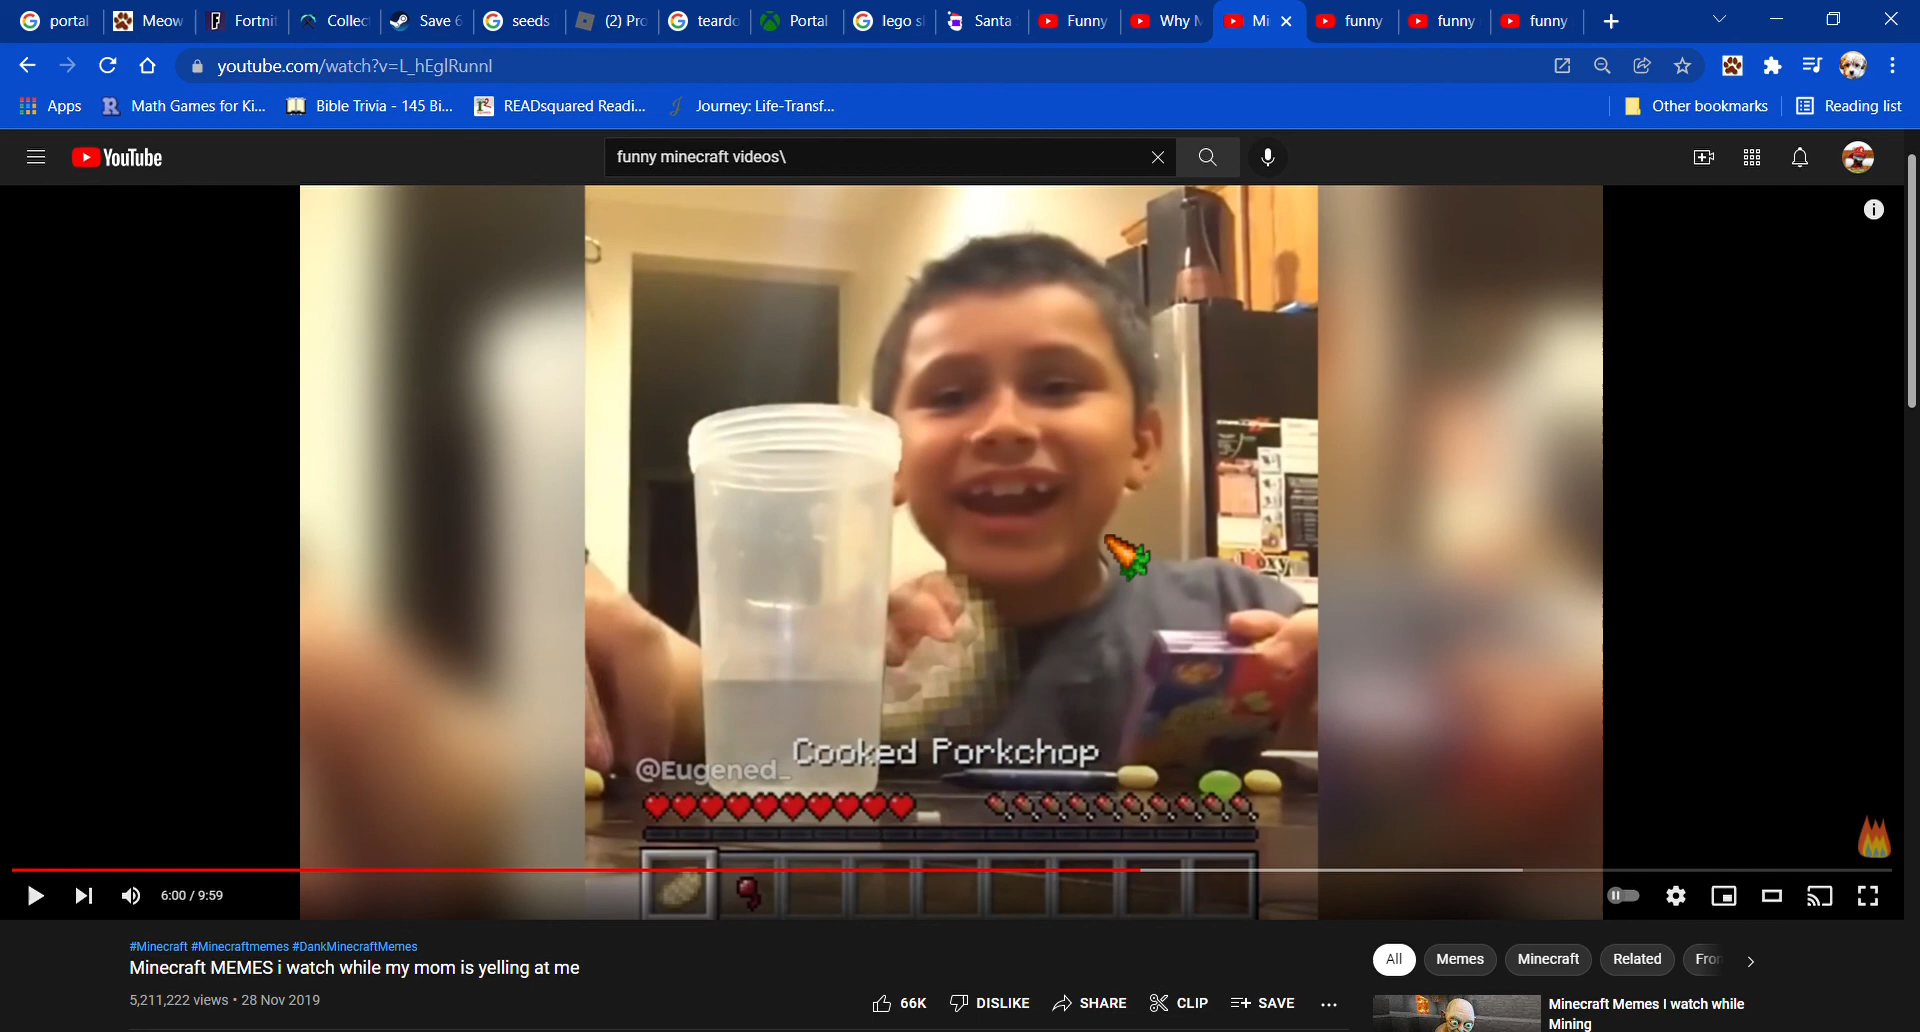 portal
Meow
Fortnit
Collec
Save 6
seeds
(2) Pro
teardo
Portal
lego s
Santa
Funny
Why M
Mi
funny
funny
funny
youtube.com/watch?v=L_hEglRunnI
Apps
Math Games for Ki...
Bible Trivia - 145 Bi...
READsquared Readi...
Journey: Life-Transf...
Other bookmarks
Reading list
YouTube
funny minecraft videos\
Cooked Porkchop
@Eugened_
6:00 / 9:59
#Minecraft #Minecraftmemes #DankMinecraftMemes
Minecraft MEMES i watch while my mom is yelling at me
5,211,222 views • 28 Nov 2019
66K
DISLIKE
SHARE
CLIP
SAVE
All
Memes
Minecraft
Related
Fron
Minecraft Memes I watch while
Mining